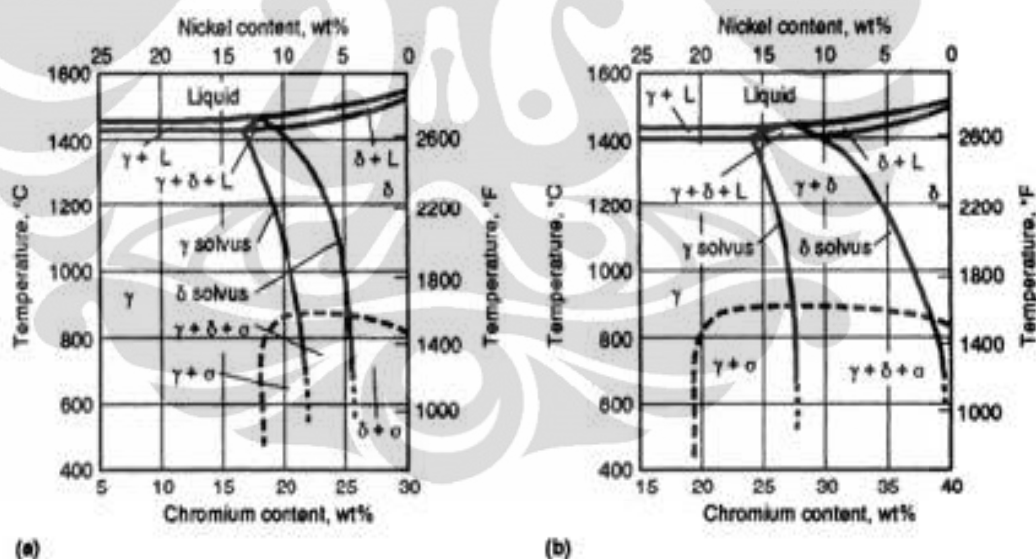 Nickel content, wt%
25 20 15 10 5 0
1600
Liquid
1400
γ + L
γ + δ + L
δ + L
δ
2600
1200
2200
γ solvus
1000
δ solvus
1800
γ
800
γ + δ + σ
1400
γ + σ
600
δ + σ
1000
400
5 10 15 20 25 30
Chromium content, wt%
Temperature, °C
Temperature, °F
(a)
Nickel content, wt%
25 20 15 10 5 0
1600
γ + L
Liquid
1400
2600
δ + L
γ + δ + L
γ + δ
δ
1200
2200
γ solvus
δ solvus
1000
1800
γ
800
1400
γ + σ
γ + δ + σ
600
1000
400
15 20 25 30 35 40
Chromium content, wt%
Temperature, °C
Temperature, °F
(b)